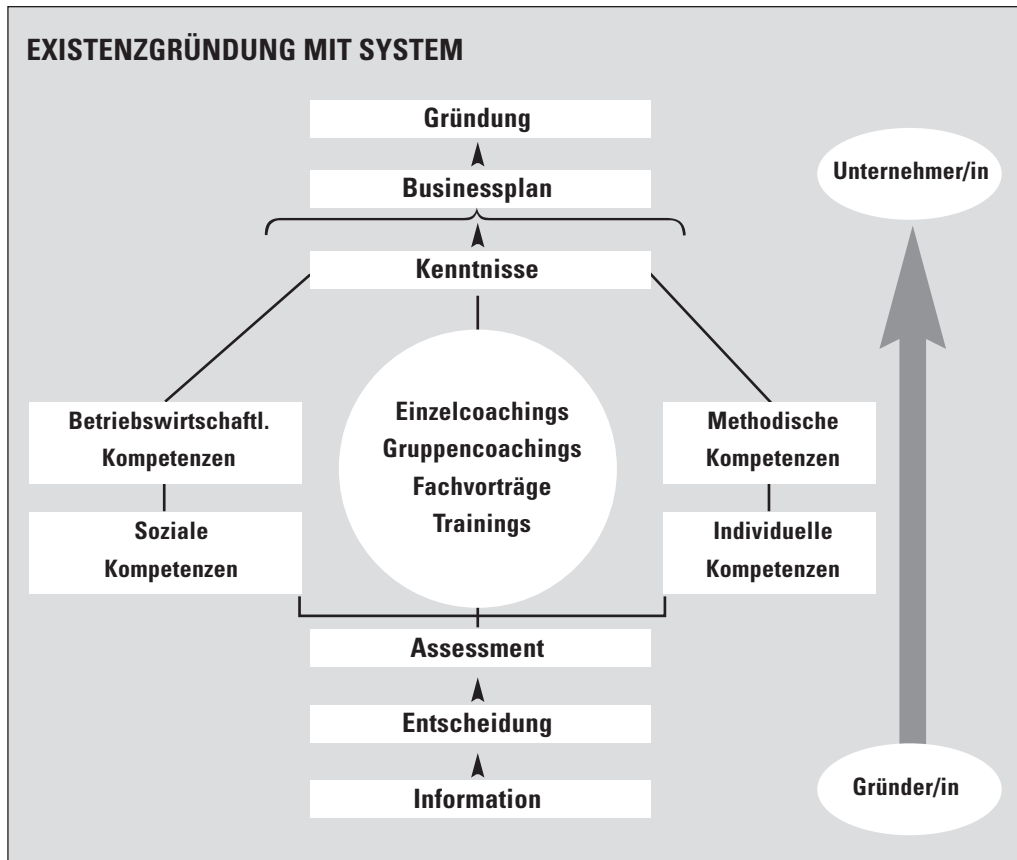 EXISTENZGRÜNDUNG MIT SYSTEM
Gründung
Businessplan
Kenntnisse
Betriebswirtschaftl.
Kompetenzen
Soziale
Kompetenzen
Einzelcoachings
Gruppencoachings
Fachvorträge
Trainings
Methodische
Kompetenzen
Individuelle
Kompetenzen
Assessment
Entscheidung
Information
Unternehmer/in
Gründer/in